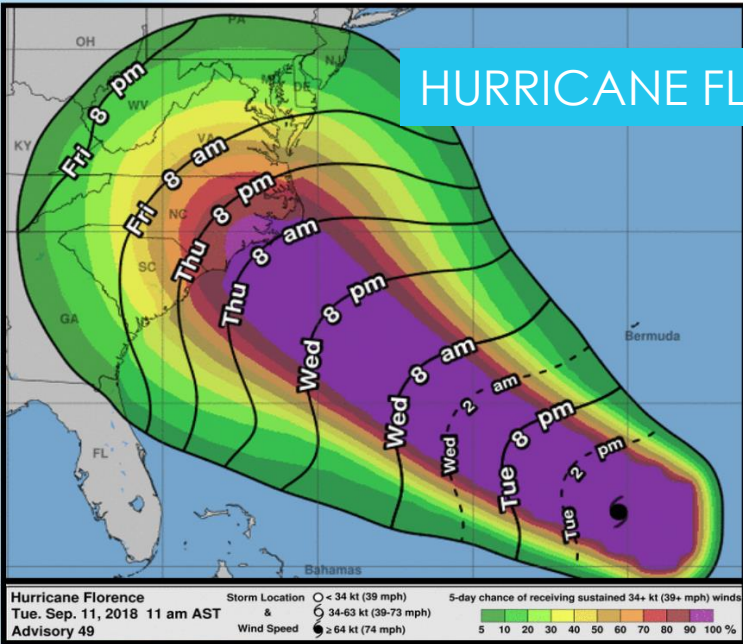 HURRICANE FL
PA
OH
NJ
MD
DE
WV
KY
VA
NC
SC
GA
FL
Bermuda
Bahamas
Fri 8 pm
Fri 8 am
Thu 8 pm
Thu 8 am
Wed 8 pm
Wed 8 am
Wed 2 am
Tue 8 pm
Tue 2 pm
Hurricane Florence
Tue. Sep. 11, 2018 11 am AST
Advisory 49
Storm Location
&
Wind Speed
< 34 kt (39 mph)
34-63 kt (39-73 mph)
≥ 64 kt (74 mph)
5-day chance of receiving sustained 34+ kt (39+ mph) winds
5 10 20 30 40 50 60 70 80 90 100 %